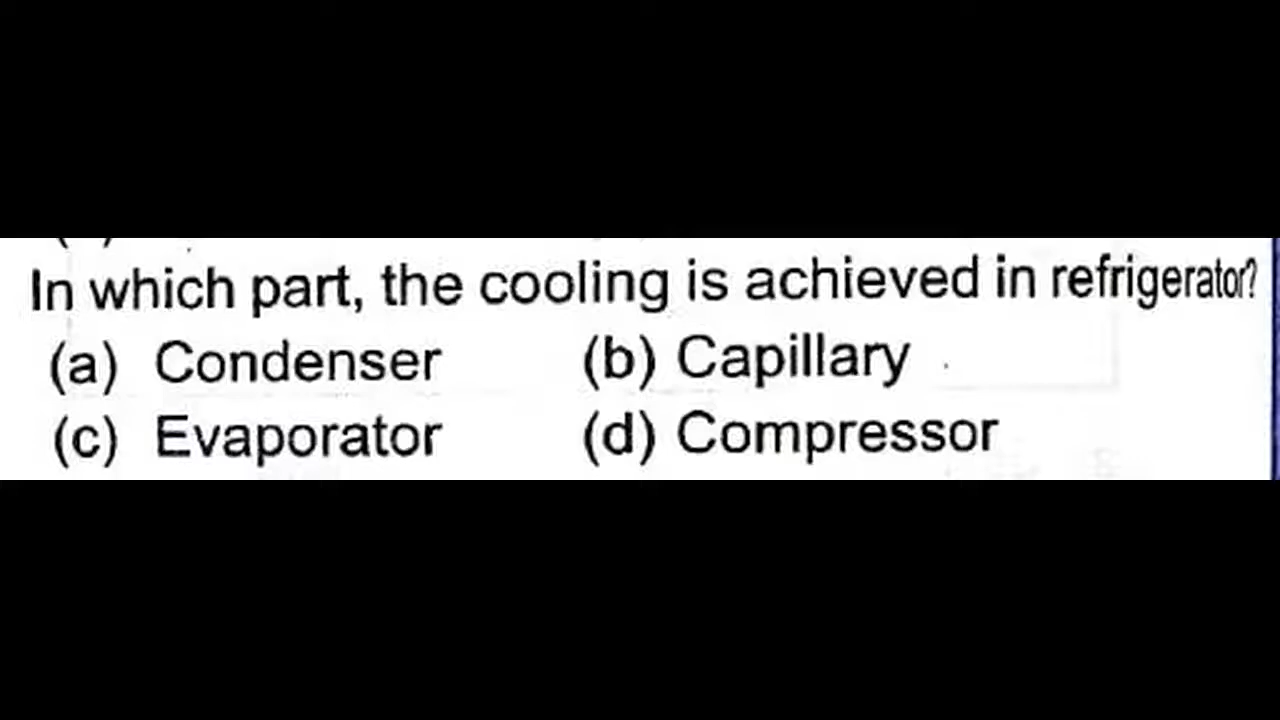 In which part, the cooling is achieved in refrigerator?
(a) Condenser (b) Capillary
(c) Evaporator (d) Compressor